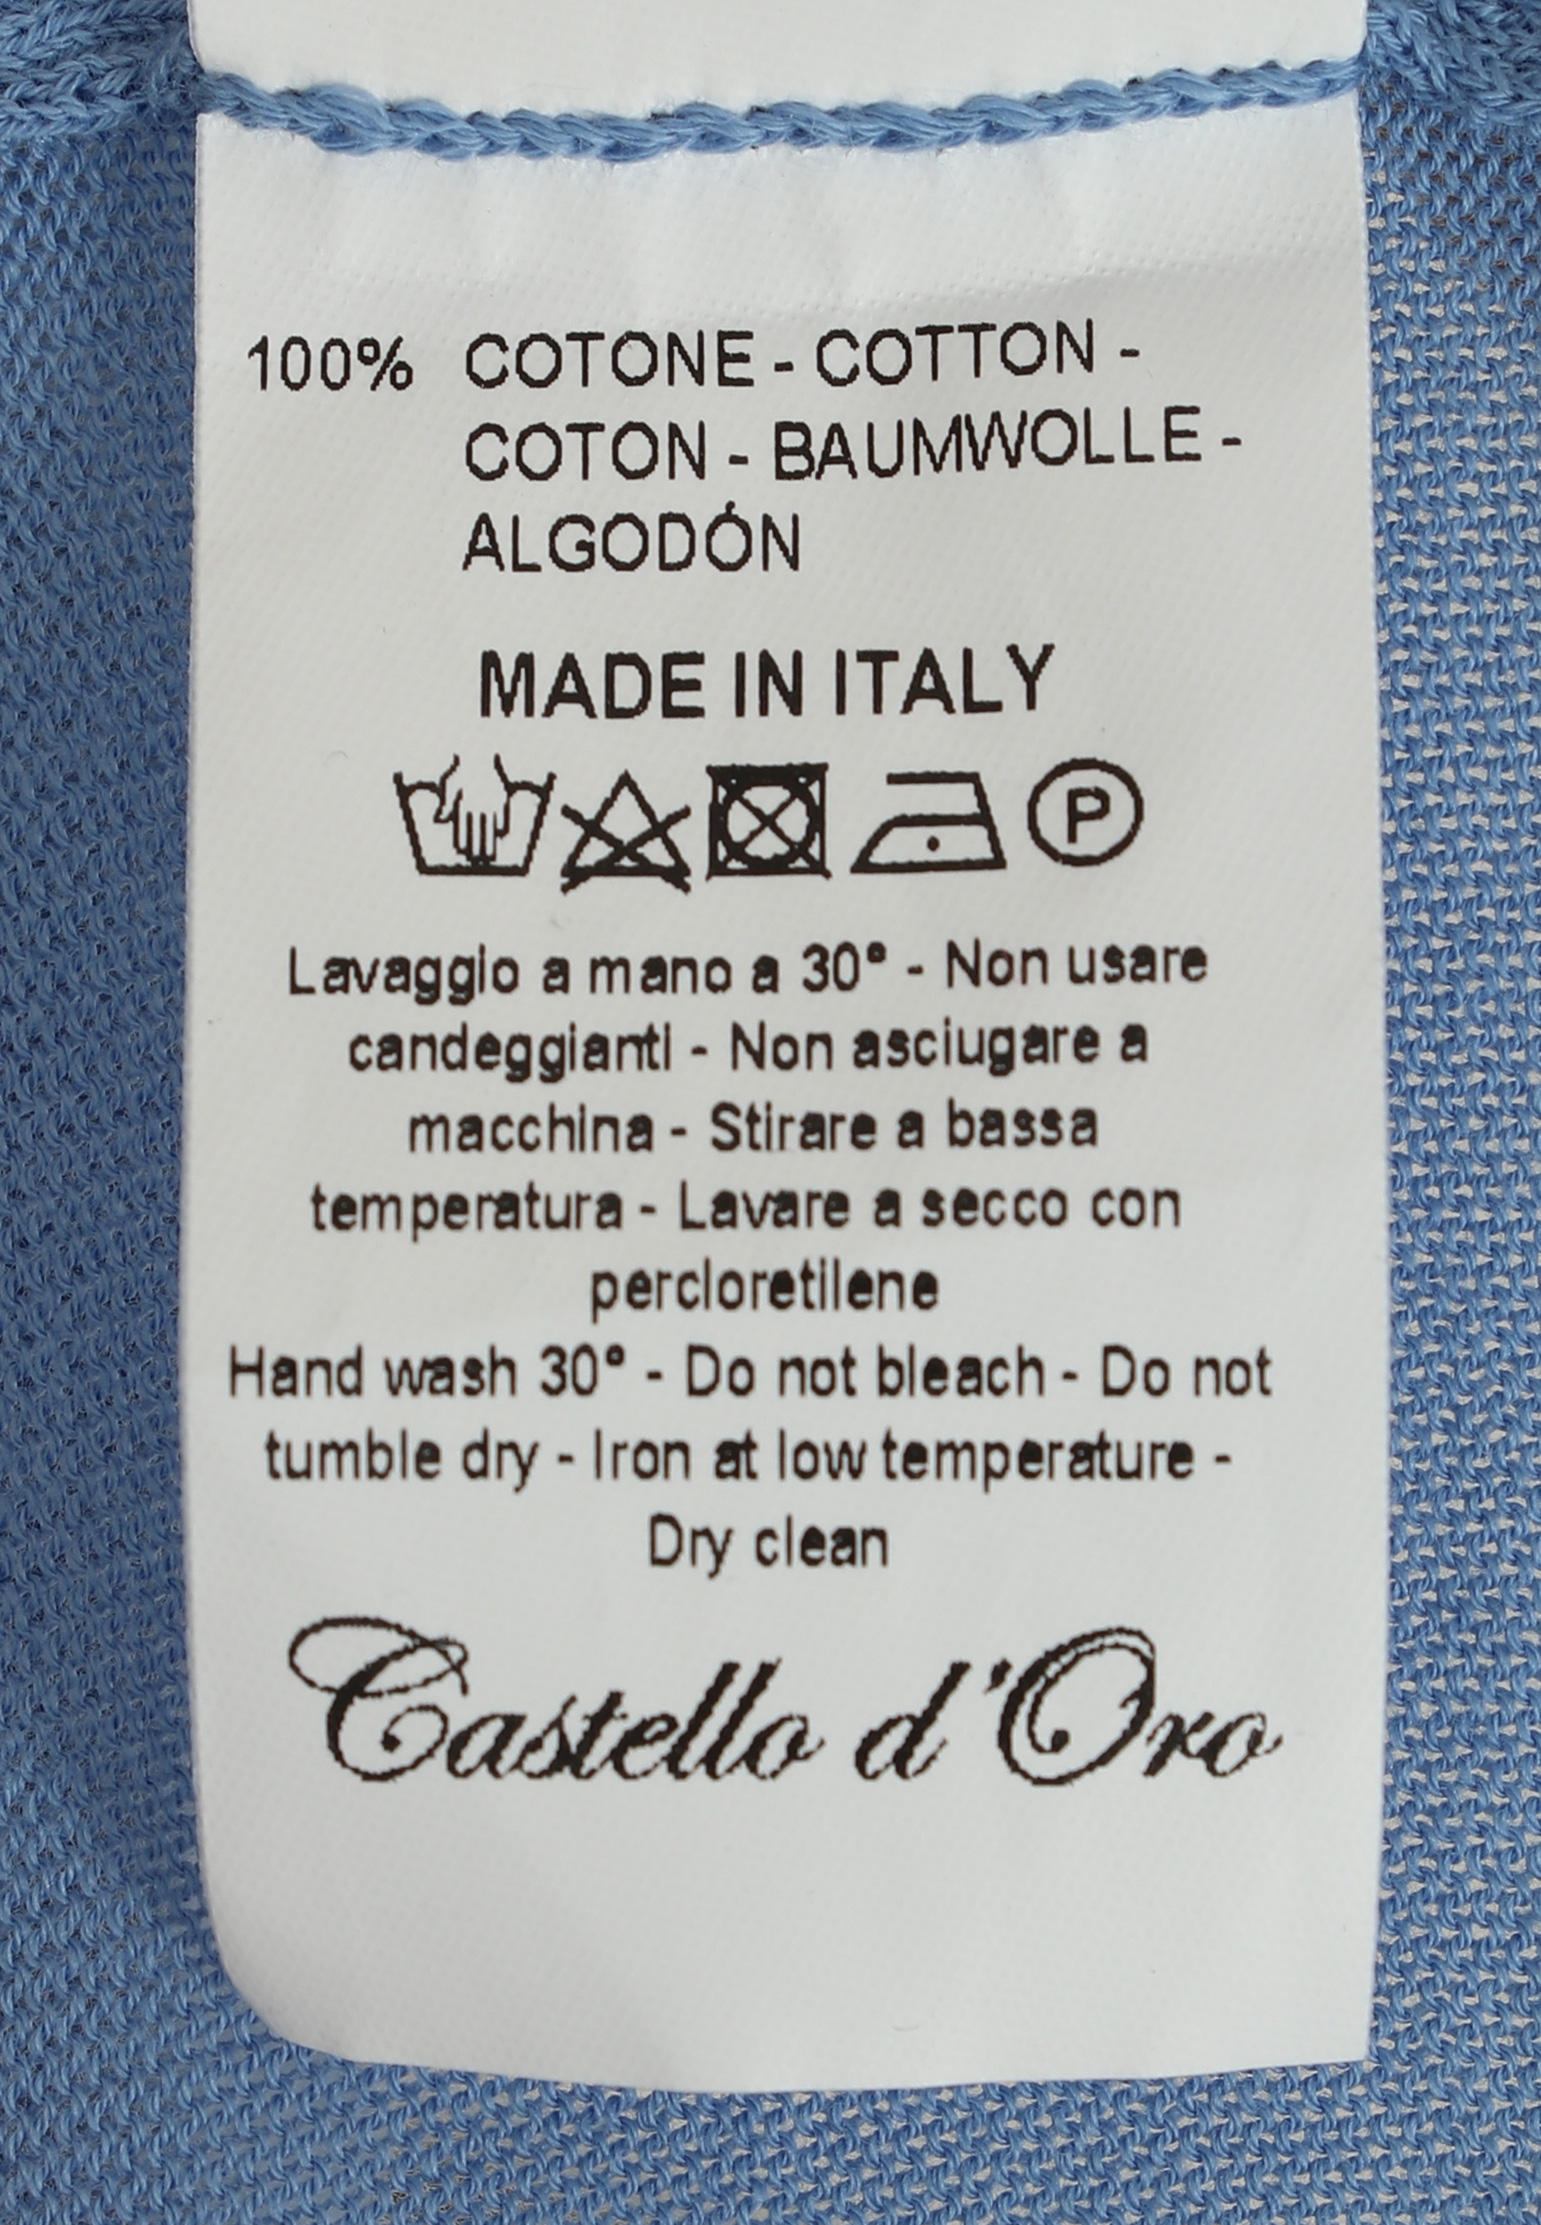 100% COTONE - COTTON -
COTON - BAUMWOLLE -
ALGODÓN
MADE IN ITALY
P
Lavaggio a mano a 30° - Non usare
candeggianti - Non asciugare a
macchina - Stirare a bassa
temperatura - Lavare a secco con
percloretilene
Hand wash 30° - Do not bleach - Do not
tumble dry - Iron at low temperature -
Dry clean
Castello d'Oro